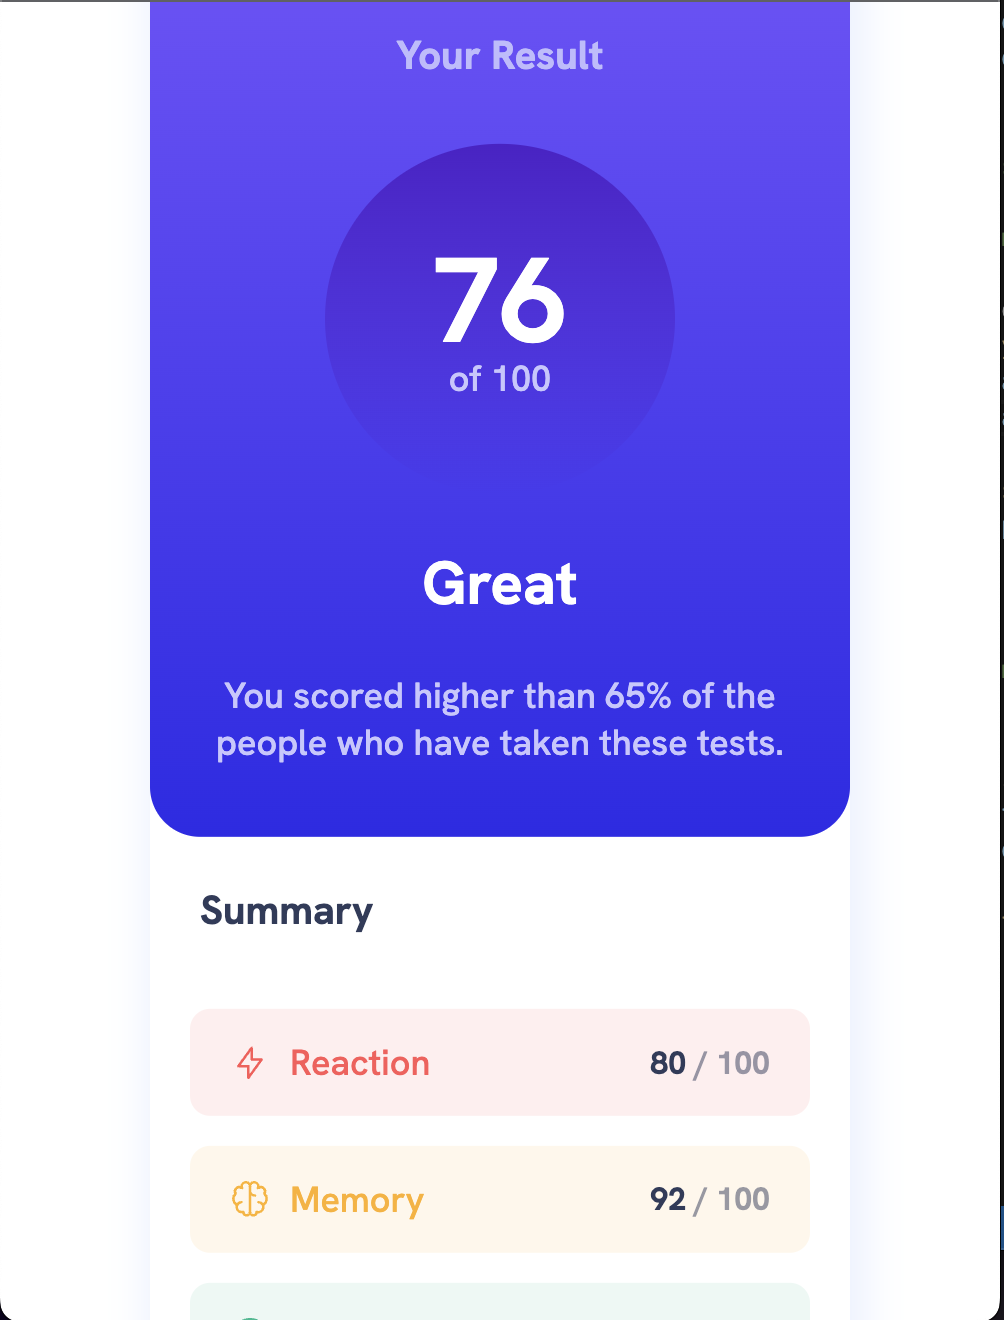 Your Result
76
of 100
Great
You scored higher than 65% of the
people who have taken these tests.
Summary
Reaction 80 / 100
Memory 92 / 100